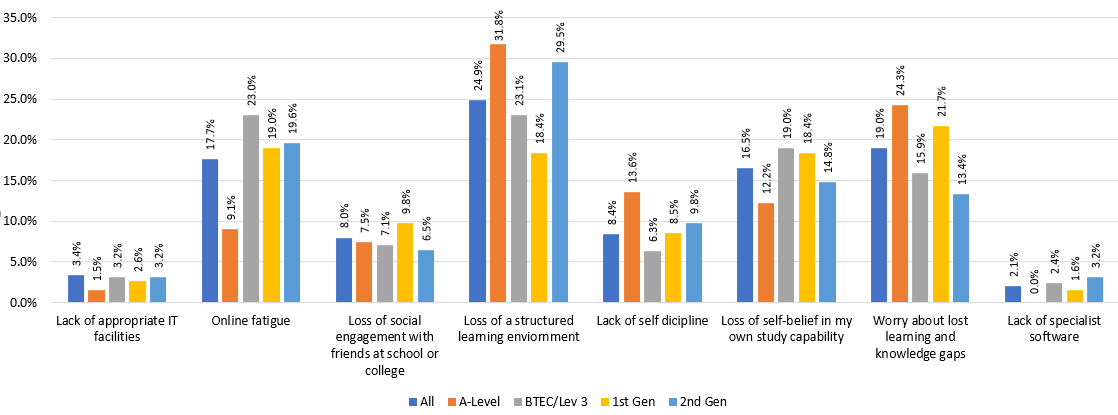 35.0%
30.0%
25.0%
20.0%
15.0%
10.0%
5.0%
0.0%
3.4%
1.5%
3.2%
2.6%
3.2%
17.7%
9.1%
23.0%
19.0%
19.6%
8.0%
7.5%
7.1%
9.8%
6.5%
24.9%
31.8%
23.1%
18.4%
29.5%
8.4%
13.6%
6.3%
8.5%
9.8%
16.5%
12.2%
19.0%
18.4%
14.8%
19.0%
24.3%
15.9%
21.7%
13.4%
2.1%
0.0%
2.4%
1.6%
3.2%
Lack of appropriate IT
facilities
Online fatigue
Loss of social
engagement with
friends at school or
college
Loss of a structured
learning enviornment
Lack of self dicipline
Loss of self-belief in my
own study capability
Worry about lost
learning and
knowledge gaps
Lack of specialist
software
All
A-Level
BTEC/Lev 3
1st Gen
2nd Gen